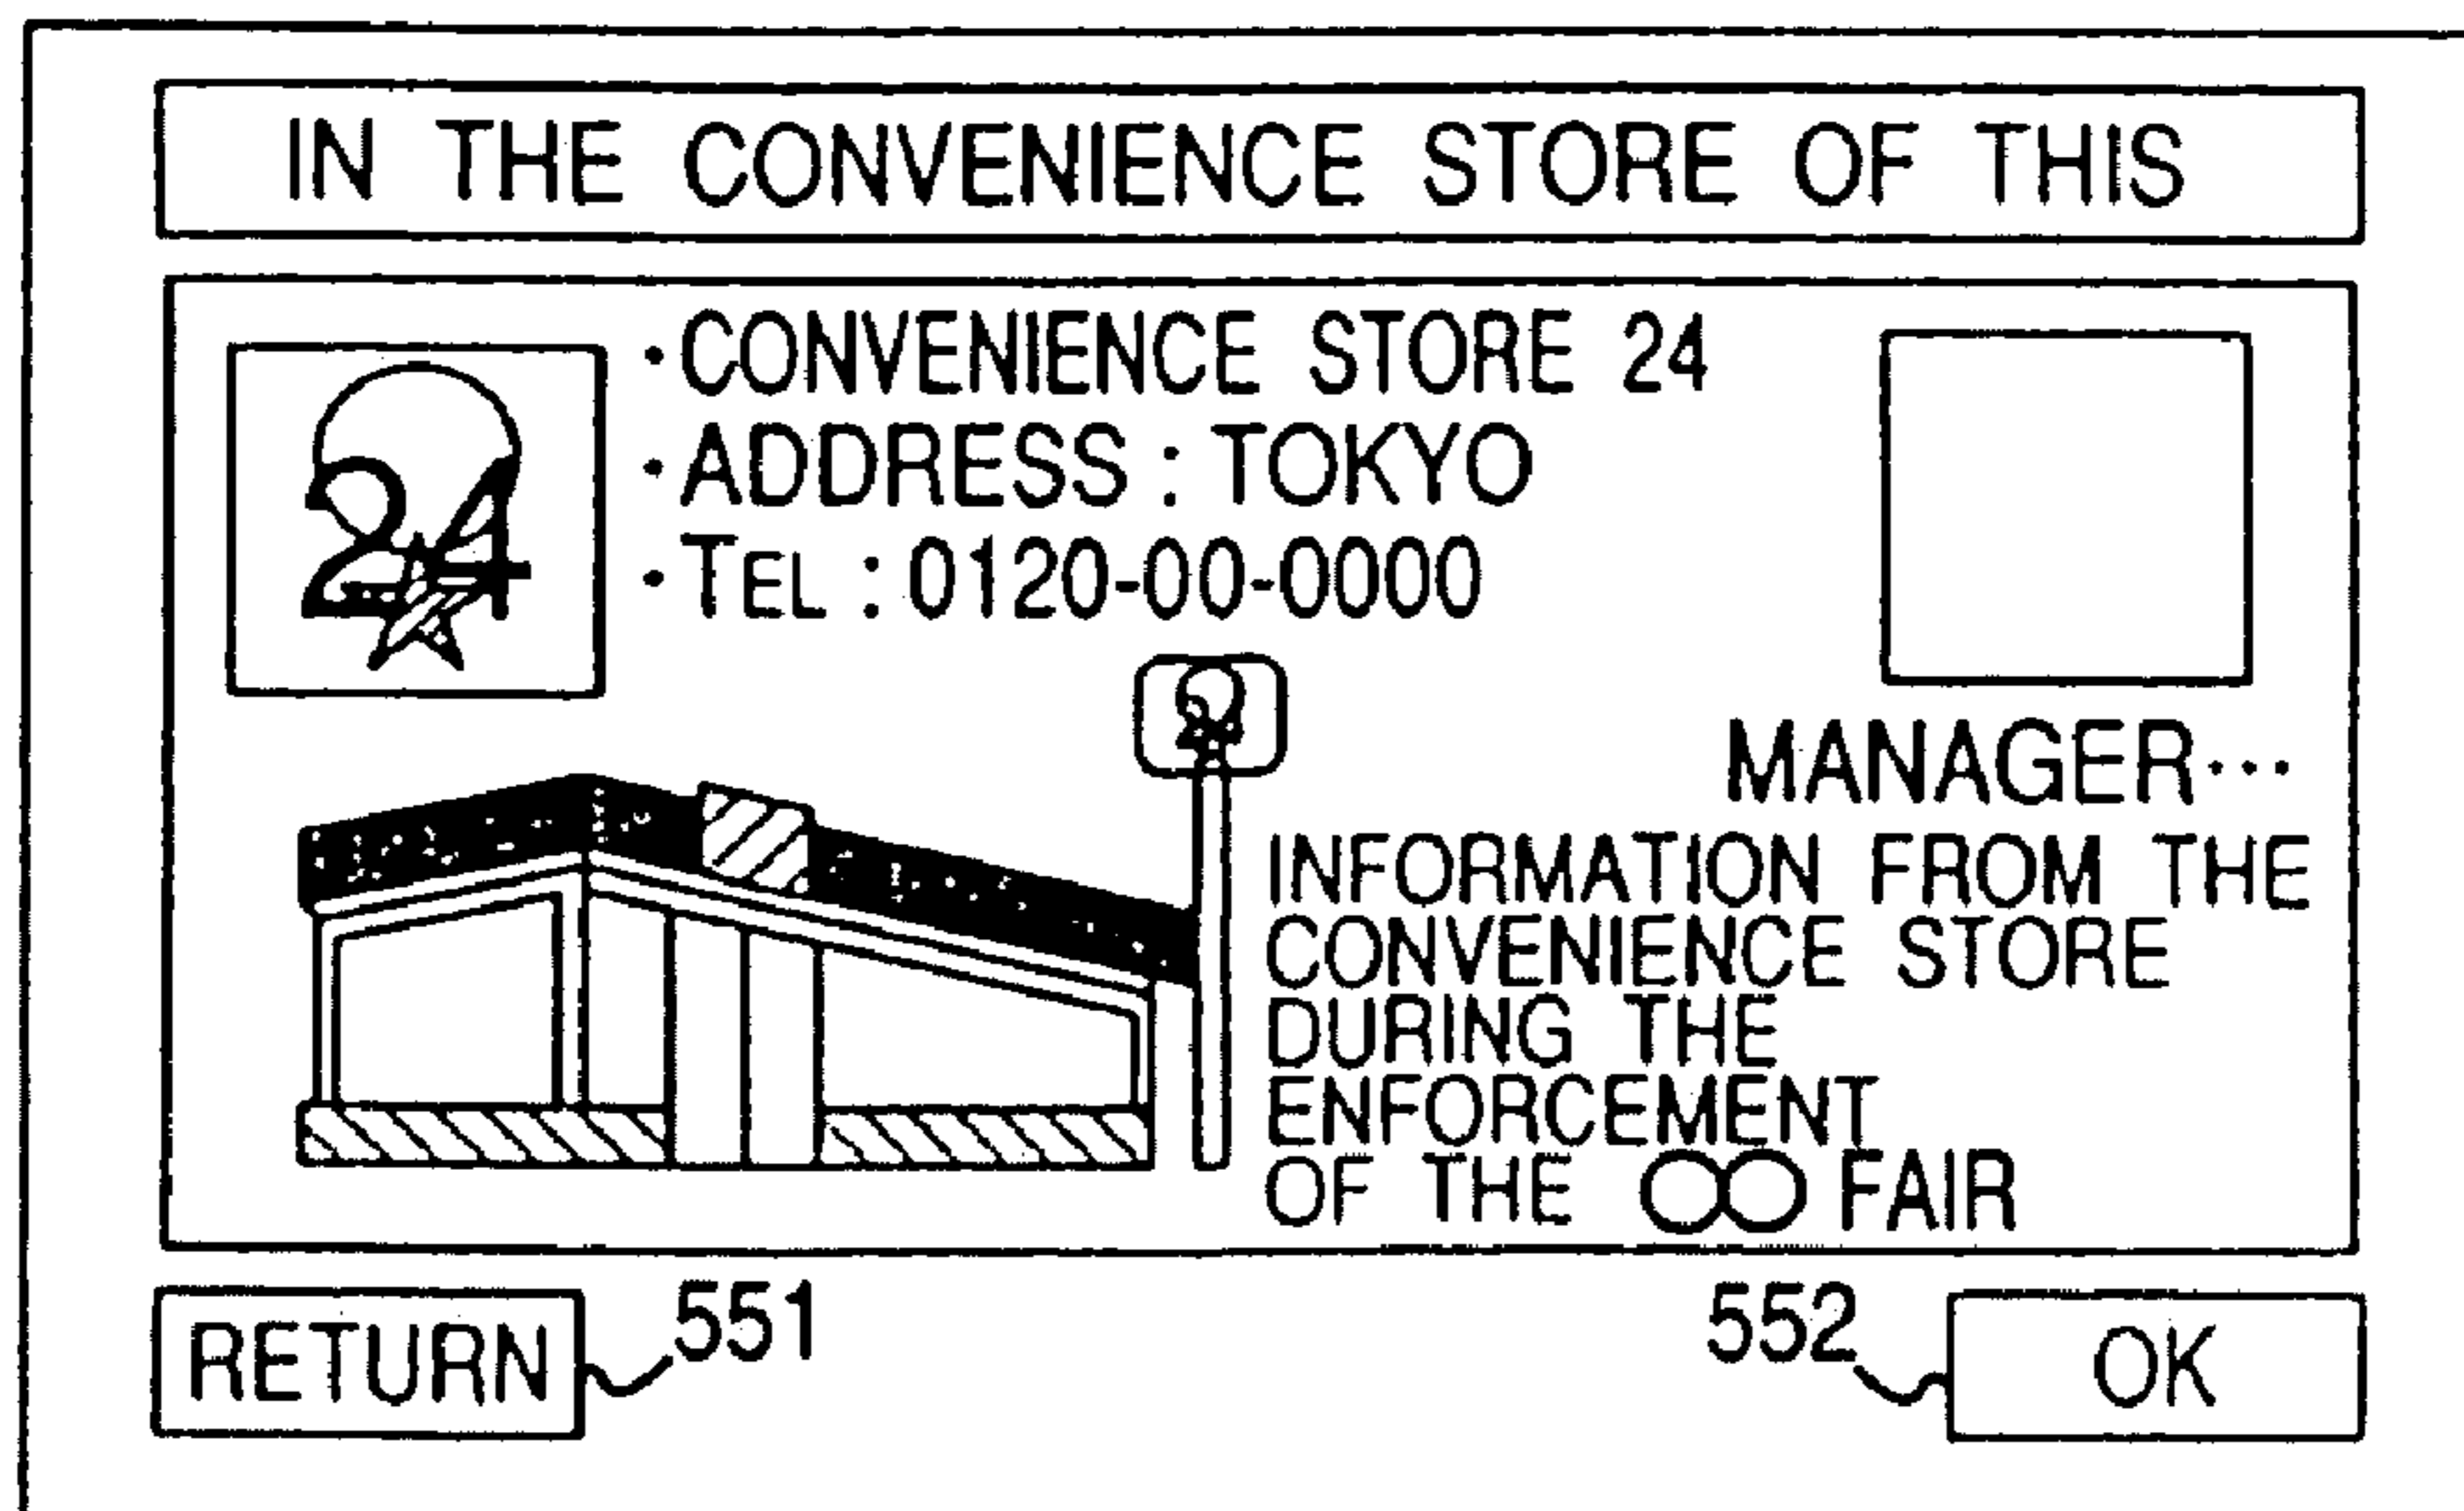 IN THE CONVENIENCE STORE OF THIS
24
·CONVENIENCE STORE 24
·ADDRESS : TOKYO
·TEL : 0120-00-0000
24
MANAGER···
INFORMATION FROM THE
CONVENIENCE STORE
DURING THE
ENFORCEMENT
OF THE ○○ FAIR
RETURN 551
552 OK